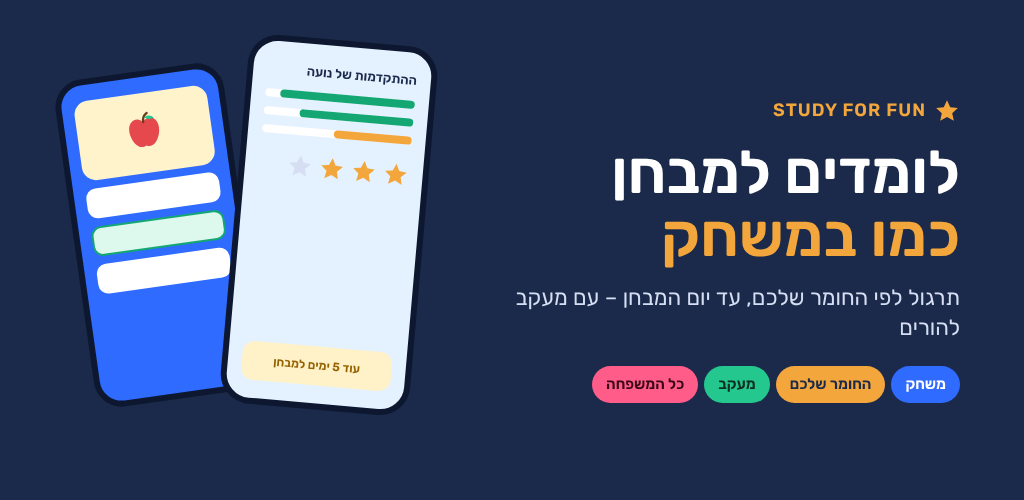 STUDY FOR FUN
לומדים למבחן
כמו במשחק
תרגול לפי החומר שלכם, עד יום המבחן – עם מעקב
להורים
משחק
החומר שלכם
מעקב
כל המשפחה
ההתקדמות של נועה
עוד 5 ימים למבחן